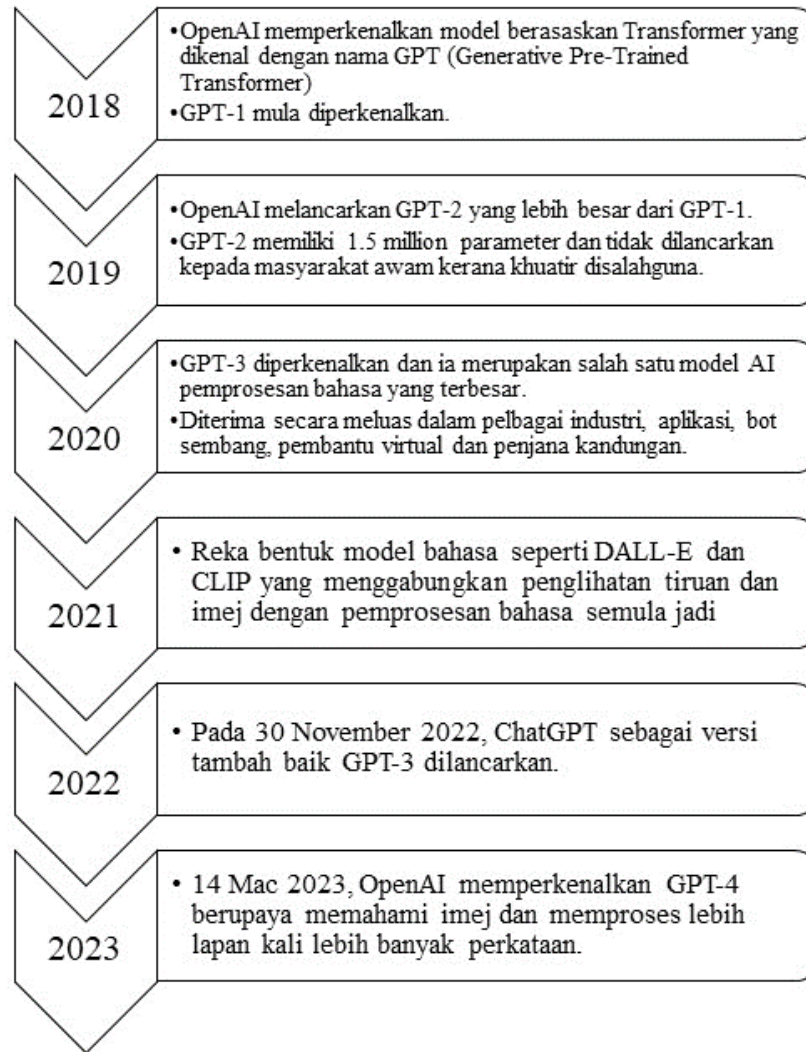 2018
•OpenAI memperkenalkan model berasaskan Transformer yang
dikenal dengan nama GPT (Generative Pre-Trained
Transformer)
•GPT-1 mula diperkenalkan.
2019
•OpenAI melancarkan GPT-2 yang lebih besar dari GPT-1.
•GPT-2 memiliki 1.5 million parameter dan tidak dilancarkan
kepada masyarakat awam kerana khuatir disalahguna.
2020
•GPT-3 diperkenalkan dan ia merupakan salah satu model AI
pemprosesan bahasa yang terbesar.
•Diterima secara meluas dalam pelbagai industri, aplikasi, bot
sembang, pembantu virtual dan penjana kandungan.
2021
• Reka bentuk model bahasa seperti DALL-E dan
CLIP yang menggabungkan penglihatan tiruan dan
imej dengan pemprosesan bahasa semula jadi
2022
• Pada 30 November 2022, ChatGPT sebagai versi
tambah baik GPT-3 dilancarkan.
2023
• 14 Mac 2023, OpenAI memperkenalkan GPT-4
berupaya memahami imej dan memproses lebih
lapan kali lebih banyak perkataan.